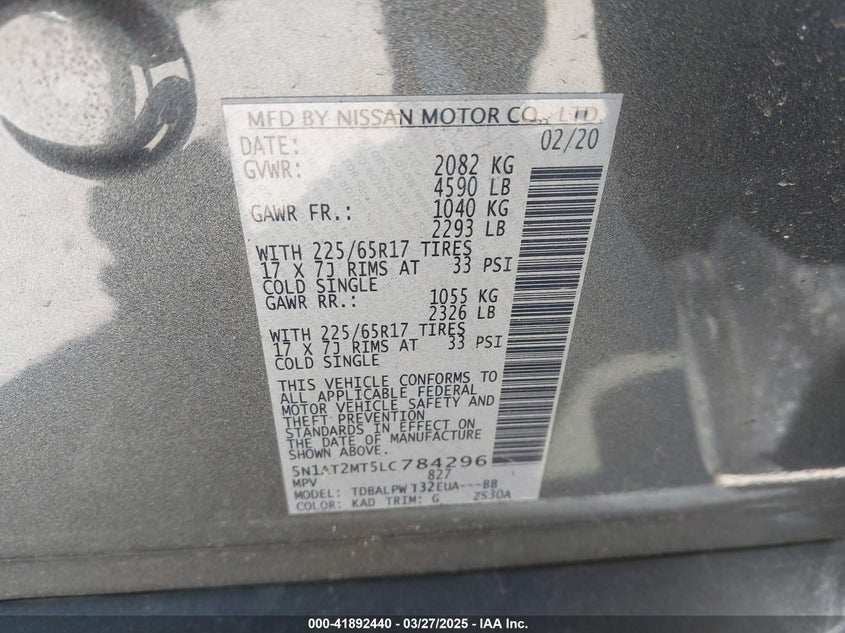 MFD BY NISSAN MOTOR CO., LTD.
DATE: 02/20
GVWR: 2082 KG
4590 LB
GAWR FR.: 1040 KG
2293 LB
WITH 225/65R17 TIRES
17 X 7J RIMS AT 33 PSI
COLD SINGLE
GAWR RR.: 1055 KG
2326 LB
WITH 225/65R17 TIRES
17 X 7J RIMS AT 33 PSI
COLD SINGLE
THIS VEHICLE CONFORMS TO
ALL APPLICABLE FEDERAL
MOTOR VEHICLE SAFETY AND
THEFT PREVENTION
STANDARDS IN EFFECT ON
THE DATE OF MANUFACTURE
5N1AT2MT5LC784296
MPV 827
MODEL: TDBALPWT32EUA---BB
COLOR: KAD TRIM: G ZS30A
000-41892440 - 03/27/2025 - IAA Inc.